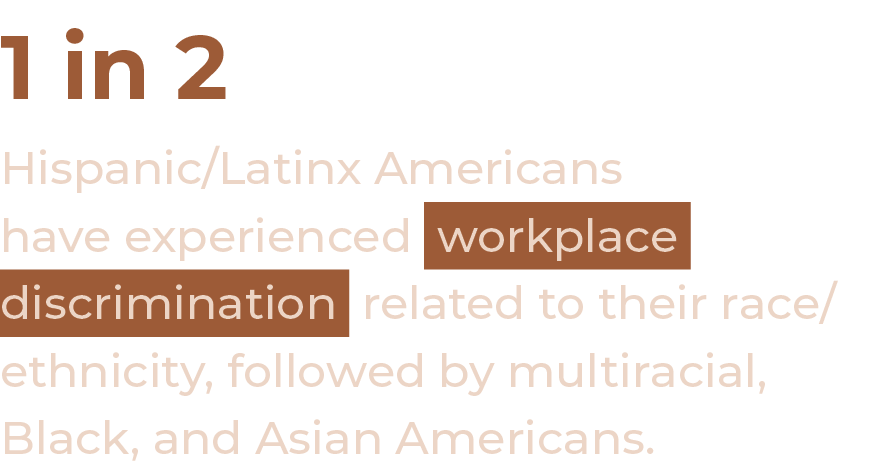 1 in 2
Hispanic/Latinx Americans
have experienced workplace
discrimination related to their race/
ethnicity, followed by multiracial,
Black, and Asian Americans.